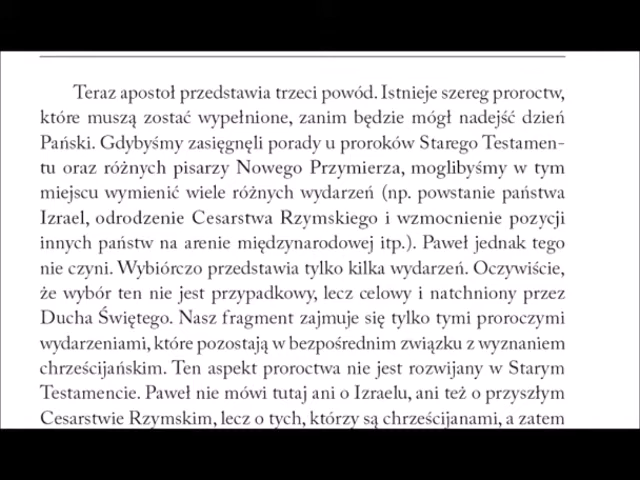 Teraz apostoł przedstawia trzeci powód. Istnieje szereg proroctw,
które muszą zostać wypełnione, zanim będzie mógł nadejść dzień
Pański. Gdybyśmy zasięgnęli porady u proroków Starego Testamen-
tu oraz różnych pisarzy Nowego Przymierza, moglibyśmy w tym
miejscu wymienić wiele różnych wydarzeń (np. powstanie państwa
Izrael, odrodzenie Cesarstwa Rzymskiego i wzmocnienie pozycji
innych państw na arenie międzynarodowej itp.). Paweł jednak tego
nie czyni. Wybiórczo przedstawia tylko kilka wydarzeń. Oczywiście,
że wybór ten nie jest przypadkowy, lecz celowy i natchniony przez
Ducha Świętego. Nasz fragment zajmuje się tylko tymi proroczymi
wydarzeniami, które pozostają w bezpośrednim związku z wyznaniem
chrześcijańskim. Ten aspekt proroctwa nie jest rozwijany w Starym
Testamencie. Paweł nie mówi tutaj ani o Izraelu, ani też o przyszłym
Cesarstwie Rzymskim, lecz o tych, którzy są chrześcijanami, a zatem